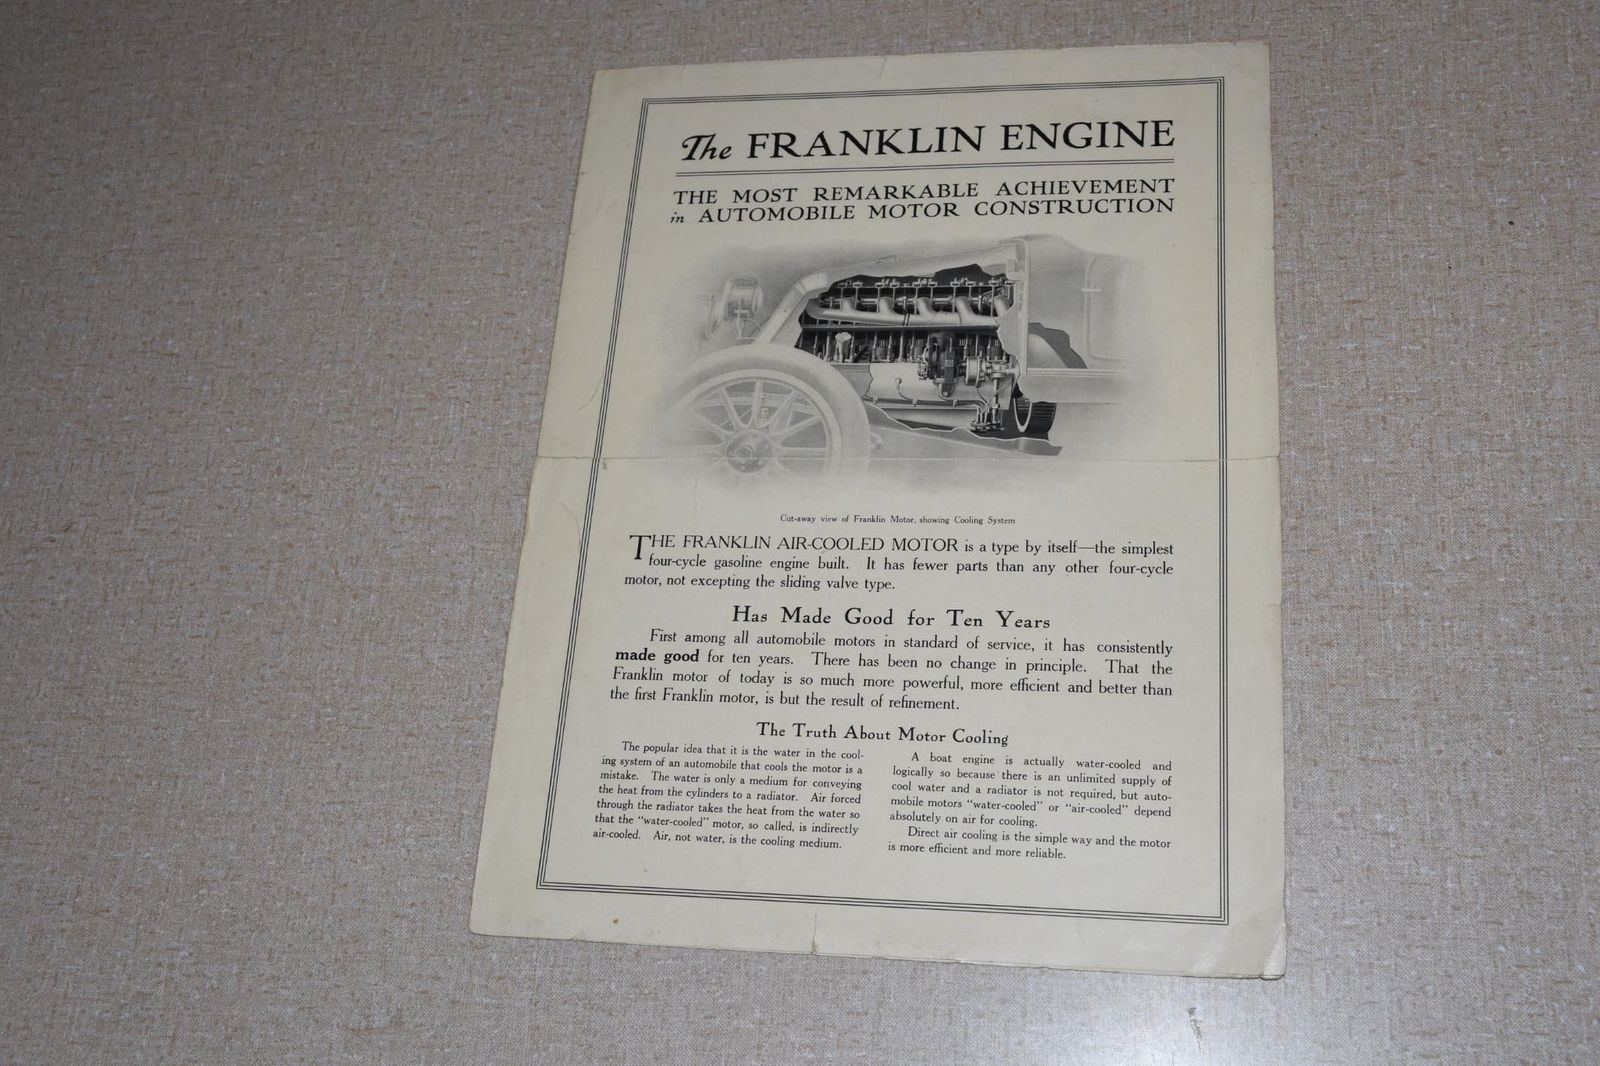 The FRANKLIN ENGINE
THE MOST REMARKABLE ACHIEVEMENT
in AUTOMOBILE MOTOR CONSTRUCTION
Cut-away view of Franklin Motor, showing Cooling System
THE FRANKLIN AIR-COOLED MOTOR is a type by itself—the simplest
four-cycle gasoline engine built. It has fewer parts than any other four-cycle
motor, not excepting the sliding valve type.
Has Made Good for Ten Years
First among all automobile motors in standard of service, it has consistently
made good for ten years. There has been no change in principle. That the
Franklin motor of today is so much more powerful, more efficient and better than
the first Franklin motor, is but the result of refinement.
The Truth About Motor Cooling
The popular idea that it is the water in the cool-
ing system of an automobile that cools the motor is a
mistake. The water is only a medium for conveying
the heat from the cylinders to a radiator. Air forced
through the radiator takes the heat from the water so
that the "water-cooled" motor, so called, is indirectly
air-cooled. Air, not water, is the cooling medium.
A boat engine is actually water-cooled and
logically so because there is an unlimited supply of
cool water and a radiator is not required, but auto-
mobile motors "water-cooled" or "air-cooled" depend
absolutely on air for cooling.
Direct air cooling is the simple way and the motor
is more efficient and more reliable.